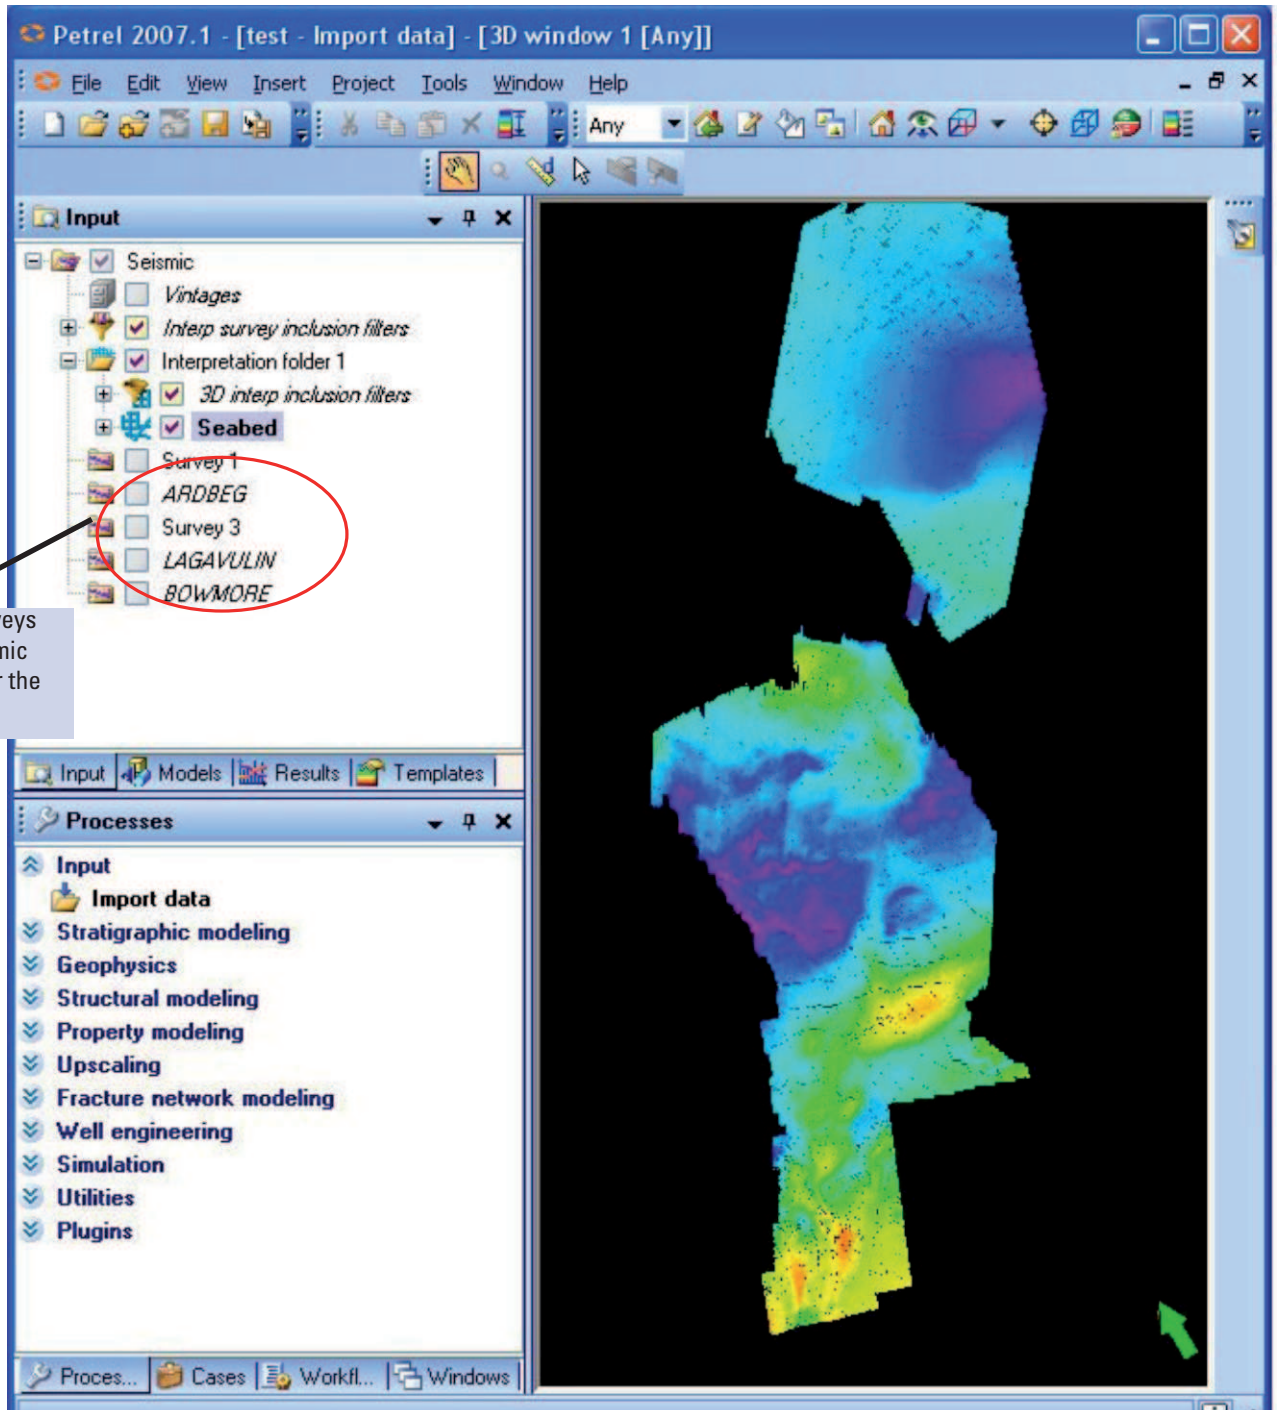 Petrel 2007.1 - [test - Import data] - [3D window 1 [Any]]
File Edit View Insert Project Tools Window Help
Any
Input
Seismic
Vintages
Interp survey inclusion filters
Interpretation folder 1
3D interp inclusion filters
Seabed
Survey 1
ARDBEG
Survey 3
LAGAVULIN
BOWMORE
the
Input Models Results Templates
Processes
Input
Import data
Stratigraphic modeling
Geophysics
Structural modeling
Property modeling
Upscaling
Fracture network modeling
Well engineering
Simulation
Utilities
Plugins
Proces... Cases Workfl... Windows